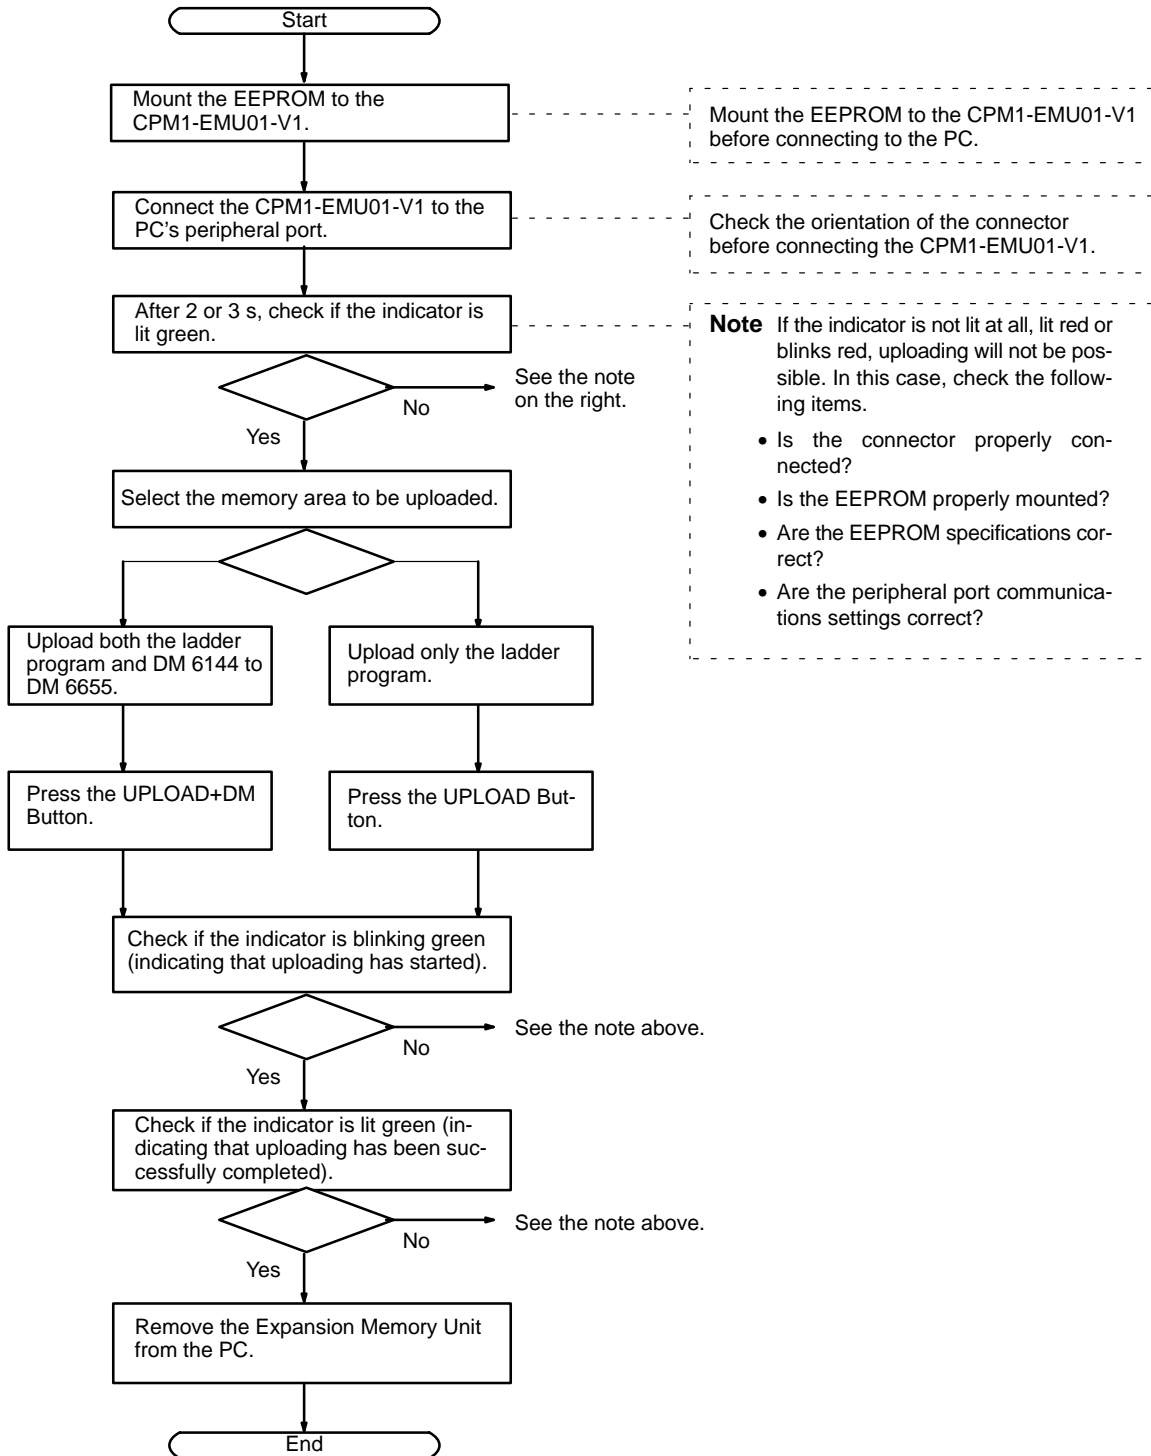 Start
Mount the EEPROM to the
CPM1-EMU01-V1.
Mount the EEPROM to the CPM1-EMU01-V1
before connecting to the PC.
Connect the CPM1-EMU01-V1 to the
PC's peripheral port.
Check the orientation of the connector
before connecting the CPM1-EMU01-V1.
After 2 or 3 s, check if the indicator is
lit green.
Note If the indicator is not lit at all, lit red or
blinks red, uploading will not be pos-
sible. In this case, check the follow-
ing items.
• Is the connector properly con-
nected?
• Is the EEPROM properly mounted?
• Are the EEPROM specifications cor-
rect?
• Are the peripheral port communica-
tions settings correct?
No
See the note
on the right.
Yes
Select the memory area to be uploaded.
Upload both the ladder
program and DM 6144 to
DM 6655.
Upload only the ladder
program.
Press the UPLOAD+DM
Button.
Press the UPLOAD But-
ton.
Check if the indicator is blinking green
(indicating that uploading has started).
No
See the note above.
Yes
Check if the indicator is lit green (in-
dicating that uploading has been suc-
cessfully completed).
No
See the note above.
Yes
Remove the Expansion Memory Unit
from the PC.
End